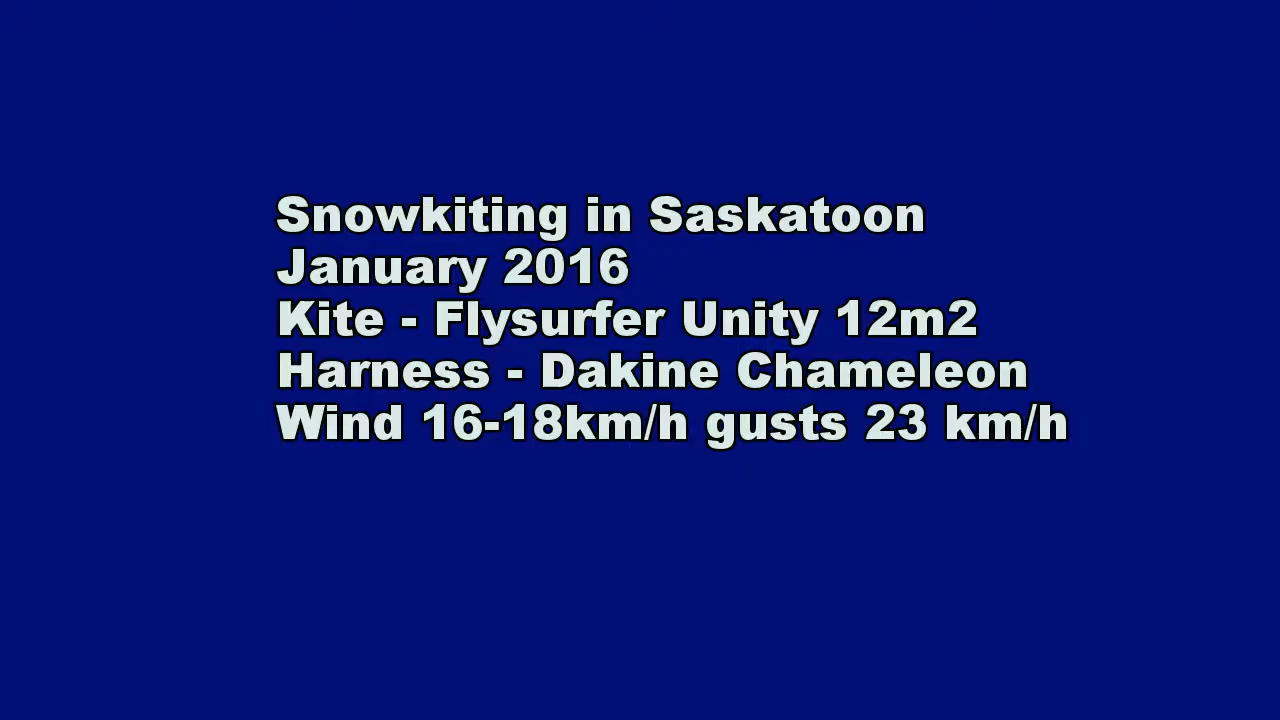 Snowkiting in Saskatoon
January 2016
Kite - Flysurfer Unity 12m2
Harness - Dakine Chameleon
Wind 16-18km/h gusts 23 km/h